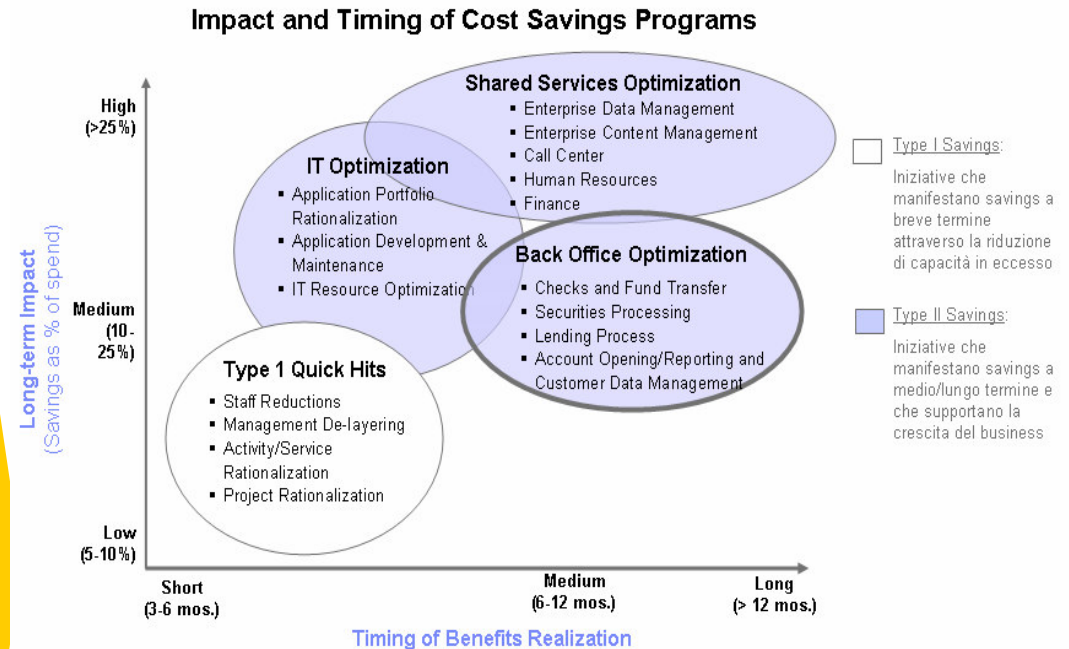 Impact and Timing of Cost Savings Programs
High
(>25%)
Medium
(10-
25%)
Low
(5-10%)
Long-term Impact
(Savings as % of spend)
Shared Services Optimization
▪ Enterprise Data Management
▪ Enterprise Content Management
▪ Call Center
▪ Human Resources
▪ Finance
IT Optimization
▪ Application Portfolio
Rationalization
▪ Application Development &
Maintenance
▪ IT Resource Optimization
Back Office Optimization
▪ Checks and Fund Transfer
▪ Securities Processing
▪ Lending Process
▪ Account Opening/Reporting and
Customer Data Management
Type 1 Quick Hits
▪ Staff Reductions
▪ Management De-layering
▪ Activity/Service
Rationalization
▪ Project Rationalization
Type I Savings:
Iniziative che
manifestano savings a
breve termine
attraverso la riduzione
di capacità in eccesso
Type II Savings:
Iniziative che
manifestano savings a
medio/lungo termine e
che supportano la
crescita del business
Short
(3-6 mos.)
Medium
(6-12 mos.)
Long
(> 12 mos.)
Timing of Benefits Realization